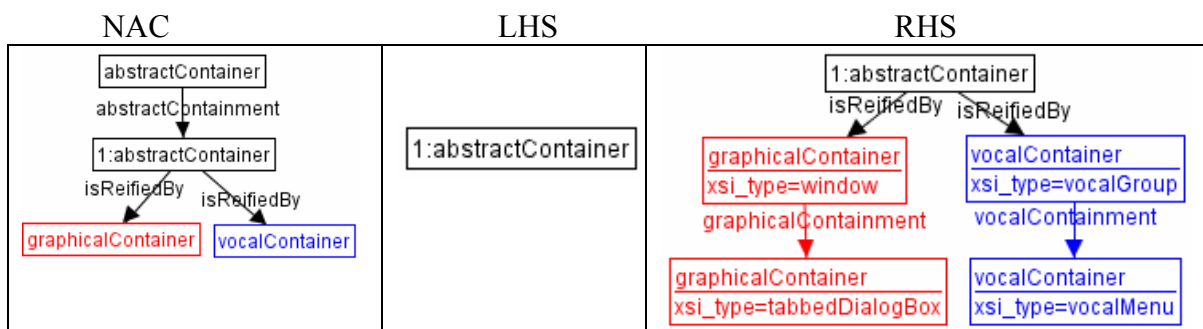 NAC
LHS
RHS
abstractContainer
abstractContainment
1:abstractContainer
isReifiedBy
isReifiedBy
graphicalContainer
vocalContainer
1:abstractContainer
1:abstractContainer
isReifiedBy
isReifiedBy
graphicalContainer
xsi_type=window
graphicalContainment
graphicalContainer
xsi_type=tabbedDialogBox
vocalContainer
xsi_type=vocalGroup
vocalContainment
vocalContainer
xsi_type=vocalMenu